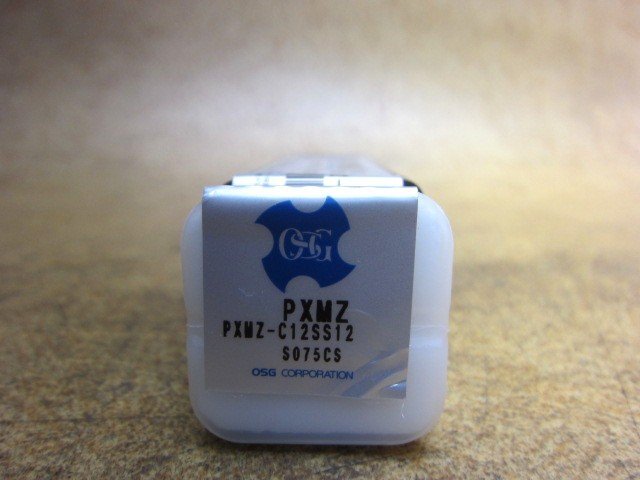 OSG
PXMZ
PXMZ-C12SS12
S075CS
OSG CORPORATION